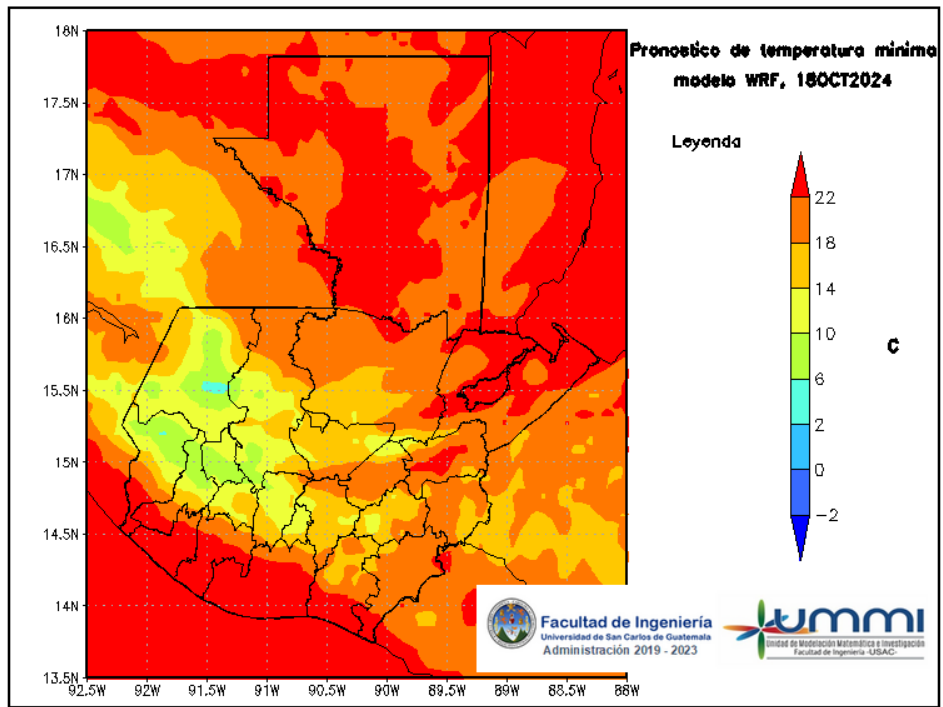 Pronostico de temperatura minima
modelo WRF, 18OCT2024
Leyenda
22
18
14
10
6
2
0
-2
C
18N
17.5N
17N
16.5N
16N
15.5N
15N
14.5N
14N
13.5N
92.5W
92W
91.5W
91W
90.5W
90W
89.5W
89W
88.5W
88W
Facultad de Ingeniería
Universidad de San Carlos de Guatemala
Administración 2019 - 2023
ummi
Unidad de Modelación Matemática e Investigación
Facultad de Ingeniería -USAC-